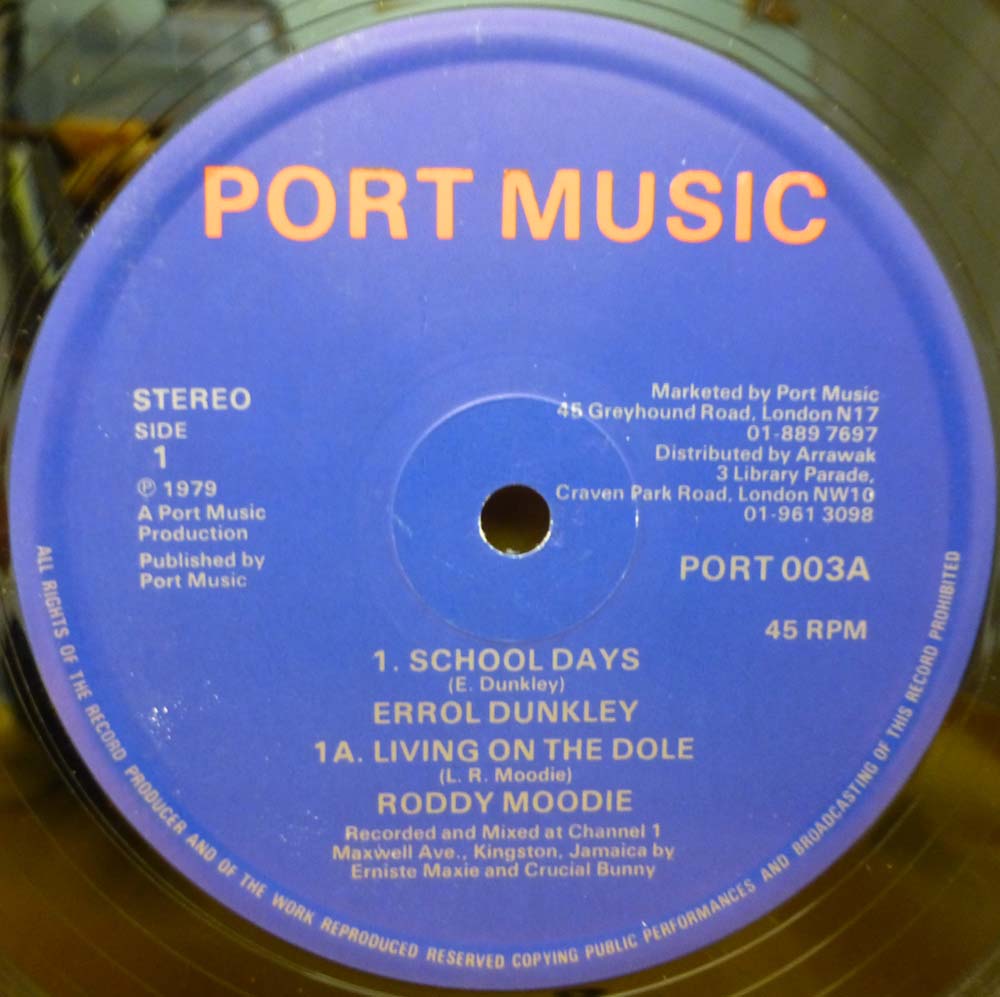 PORT MUSIC
STEREO
SIDE
1
℗ 1979
A Port Music
Production
Published by
Port Music
Marketed by Port Music
45 Greyhound Road, London N17
01-889 7697
Distributed by Arrawak
3 Library Parade,
Craven Park Road, London NW10
01-961 3098
PORT 003A
45 RPM
1. SCHOOL DAYS
(E. Dunkley)
ERROL DUNKLEY
1A. LIVING ON THE DOLE
(L. R. Moodie)
RODDY MOODIE
Recorded and Mixed at Channel 1
Maxwell Ave., Kingston, Jamaica by
Erniste Maxie and Crucial Bunny
ALL RIGHTS OF THE RECORD PRODUCER AND OF THE WORK REPRODUCED RESERVED COPYING PUBLIC PERFORMANCES AND BROADCASTING OF THIS RECORD PROHIBITED